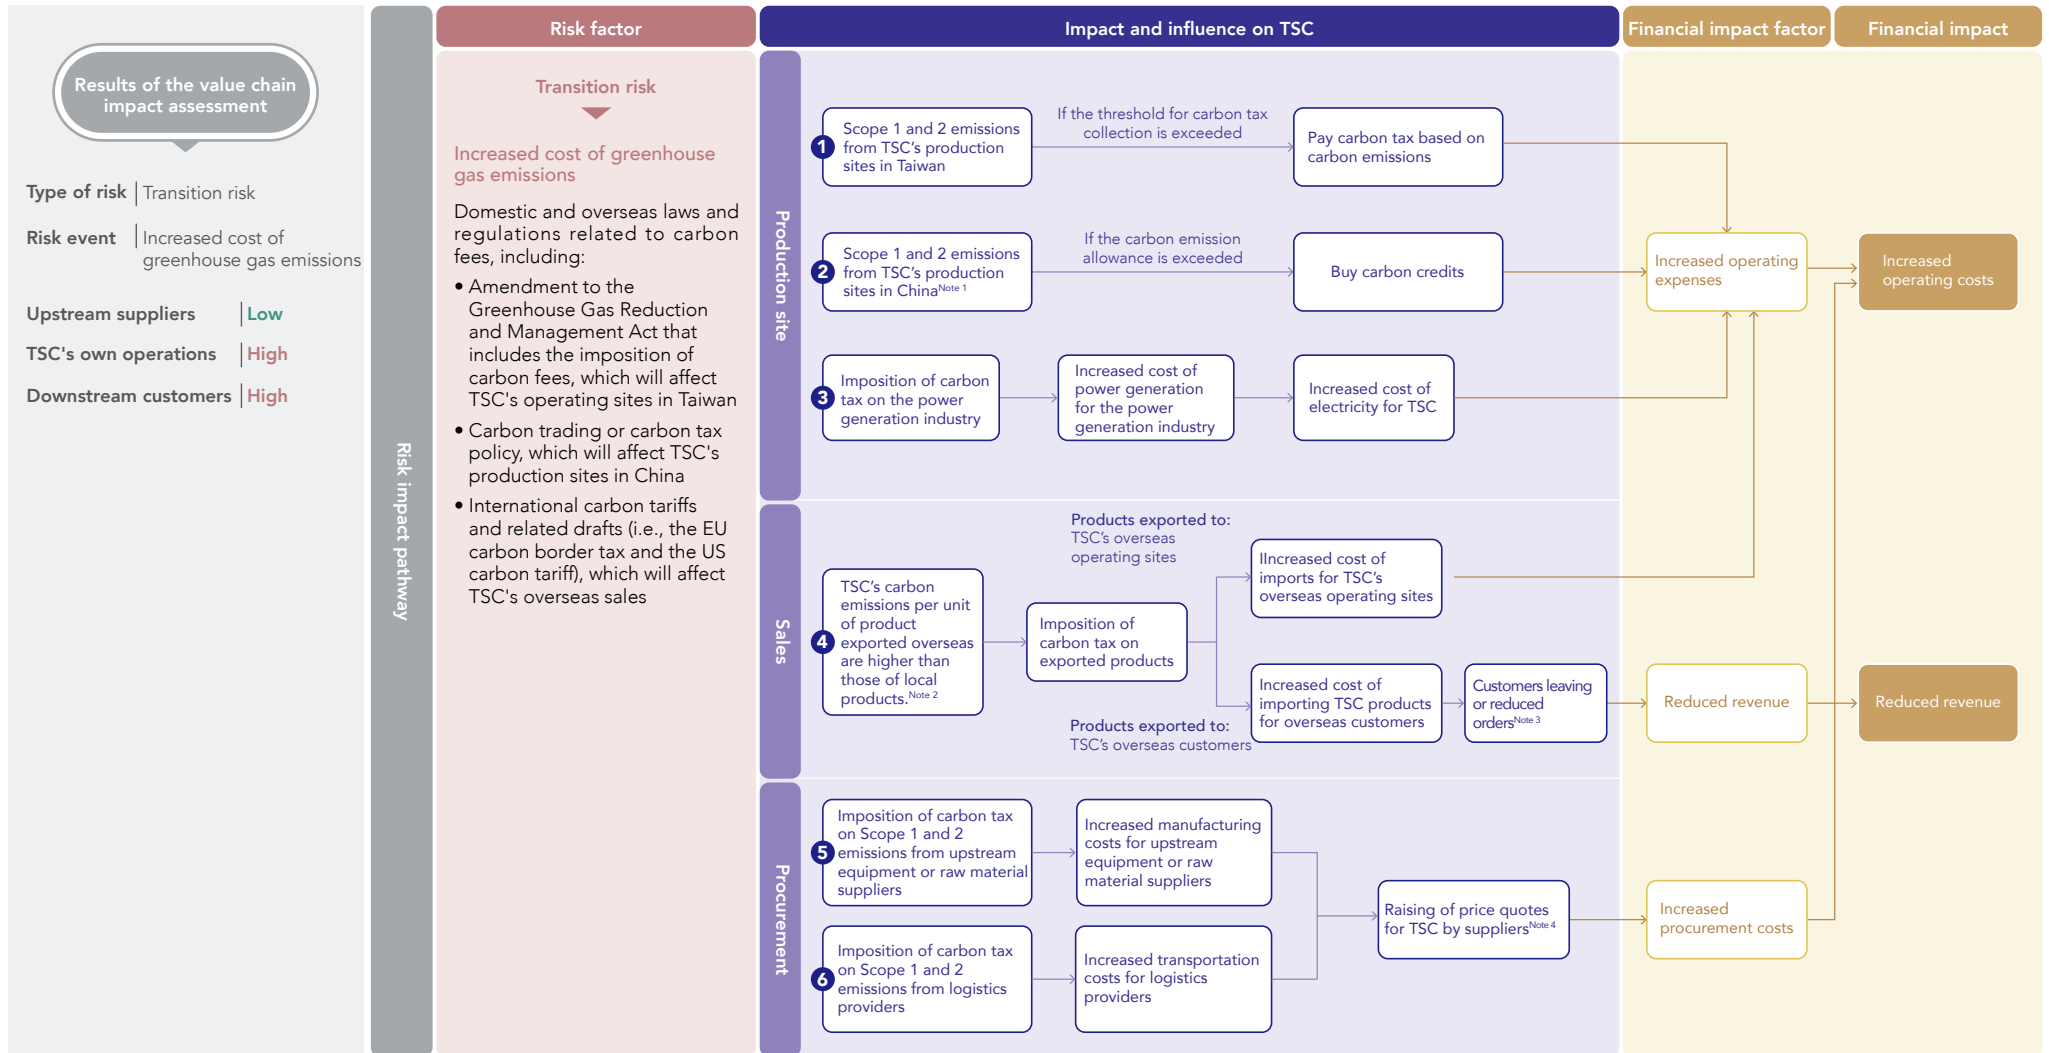 Results of the value chain
impact assessment
Type of risk
Transition risk
Risk event
Increased cost of
greenhouse gas emissions
Upstream suppliers
Low
TSC's own operations
High
Downstream customers
High
Risk impact pathway
Risk factor
Transition risk
Increased cost of greenhouse
gas emissions
Domestic and overseas laws and
regulations related to carbon
fees, including:
• Amendment to the
Greenhouse Gas Reduction
and Management Act that
includes the imposition of
carbon fees, which will affect
TSC's operating sites in Taiwan
• Carbon trading or carbon tax
policy, which will affect TSC's
production sites in China
• International carbon tariffs
and related drafts (i.e., the EU
carbon border tax and the US
carbon tariff), which will affect
TSC's overseas sales
Impact and influence on TSC
Production site
1
Scope 1 and 2 emissions
from TSC's production
sites in Taiwan
If the threshold for carbon tax
collection is exceeded
Pay carbon tax based on
carbon emissions
2
Scope 1 and 2 emissions
from TSC's production
sites in China Note 1
If the carbon emission
allowance is exceeded
Buy carbon credits
3
Imposition of carbon
tax on the power
generation industry
Increased cost of
power generation
for the power
generation industry
Increased cost of
electricity for TSC
Sales
4
TSC's carbon
emissions per unit
of product
exported overseas
are higher than
those of local
products. Note 2
Imposition of
carbon tax on
exported products
Products exported to:
TSC's overseas
operating sites
IIncreased cost of
imports for TSC's
overseas operating sites
Products exported to:
TSC's overseas customers
Increased cost of
importing TSC products
for overseas customers
Customers leaving
or reduced
orders Note 3
Procurement
5
Imposition of carbon tax
on Scope 1 and 2
emissions from upstream
equipment or raw material
suppliers
Increased manufacturing
costs for upstream
equipment or raw
material suppliers
6
Imposition of carbon tax
on Scope 1 and 2
emissions from logistics
providers
Increased transportation
costs for logistics
providers
Raising of price quotes
for TSC by suppliers Note 4
Financial impact factor
Increased operating
expenses
Reduced revenue
Increased
procurement costs
Financial impact
Increased
operating costs
Reduced revenue